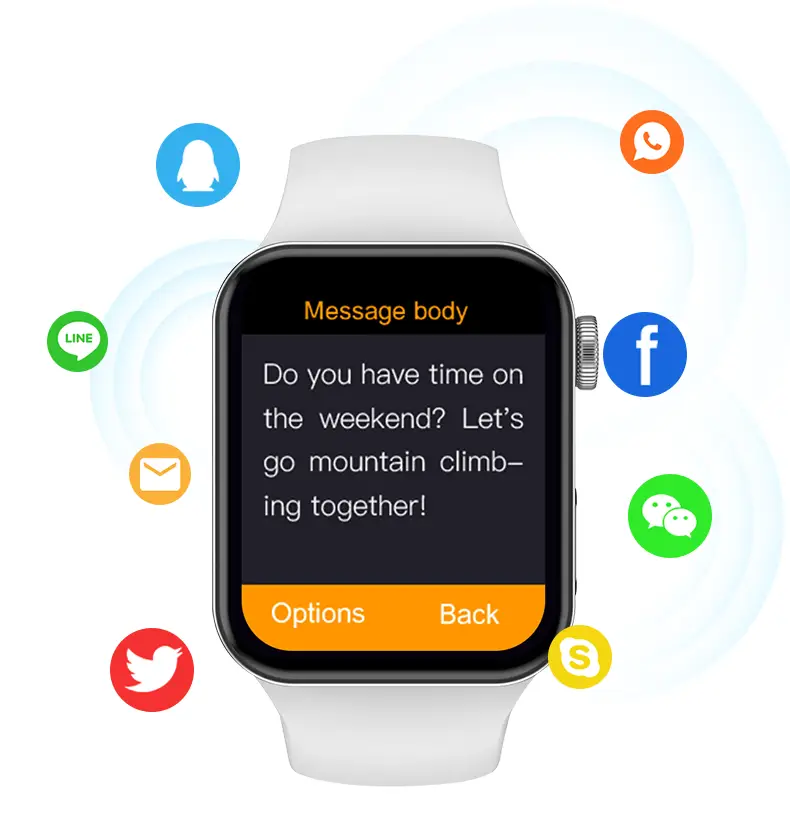 Message body
LINE
Do you have time on
the weekend? Let's
go mountain climb–
ing together!
Options
Back